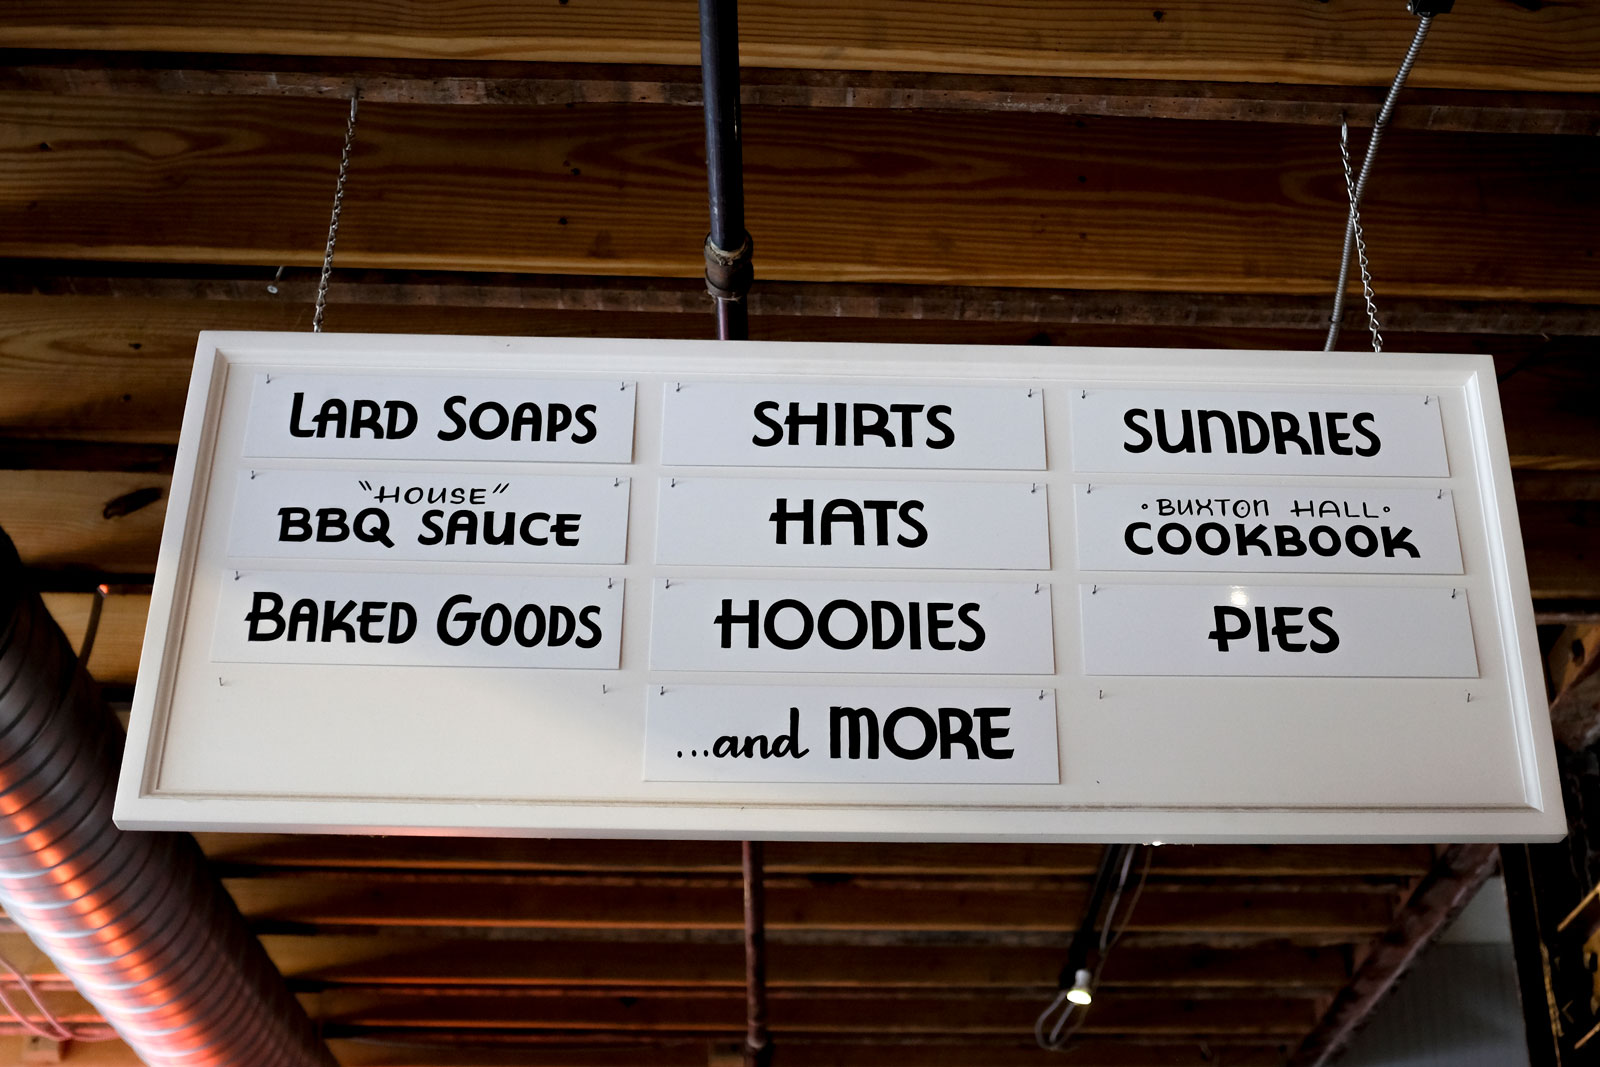 LARD SOAPS
"HOUSE"
BBQ SAUCE
BAKED GOODS
SHIRTS
HATS
HOODIES
...and MORE
SUNDRIES
• BUXTON HALL •
COOKBOOK
PIES